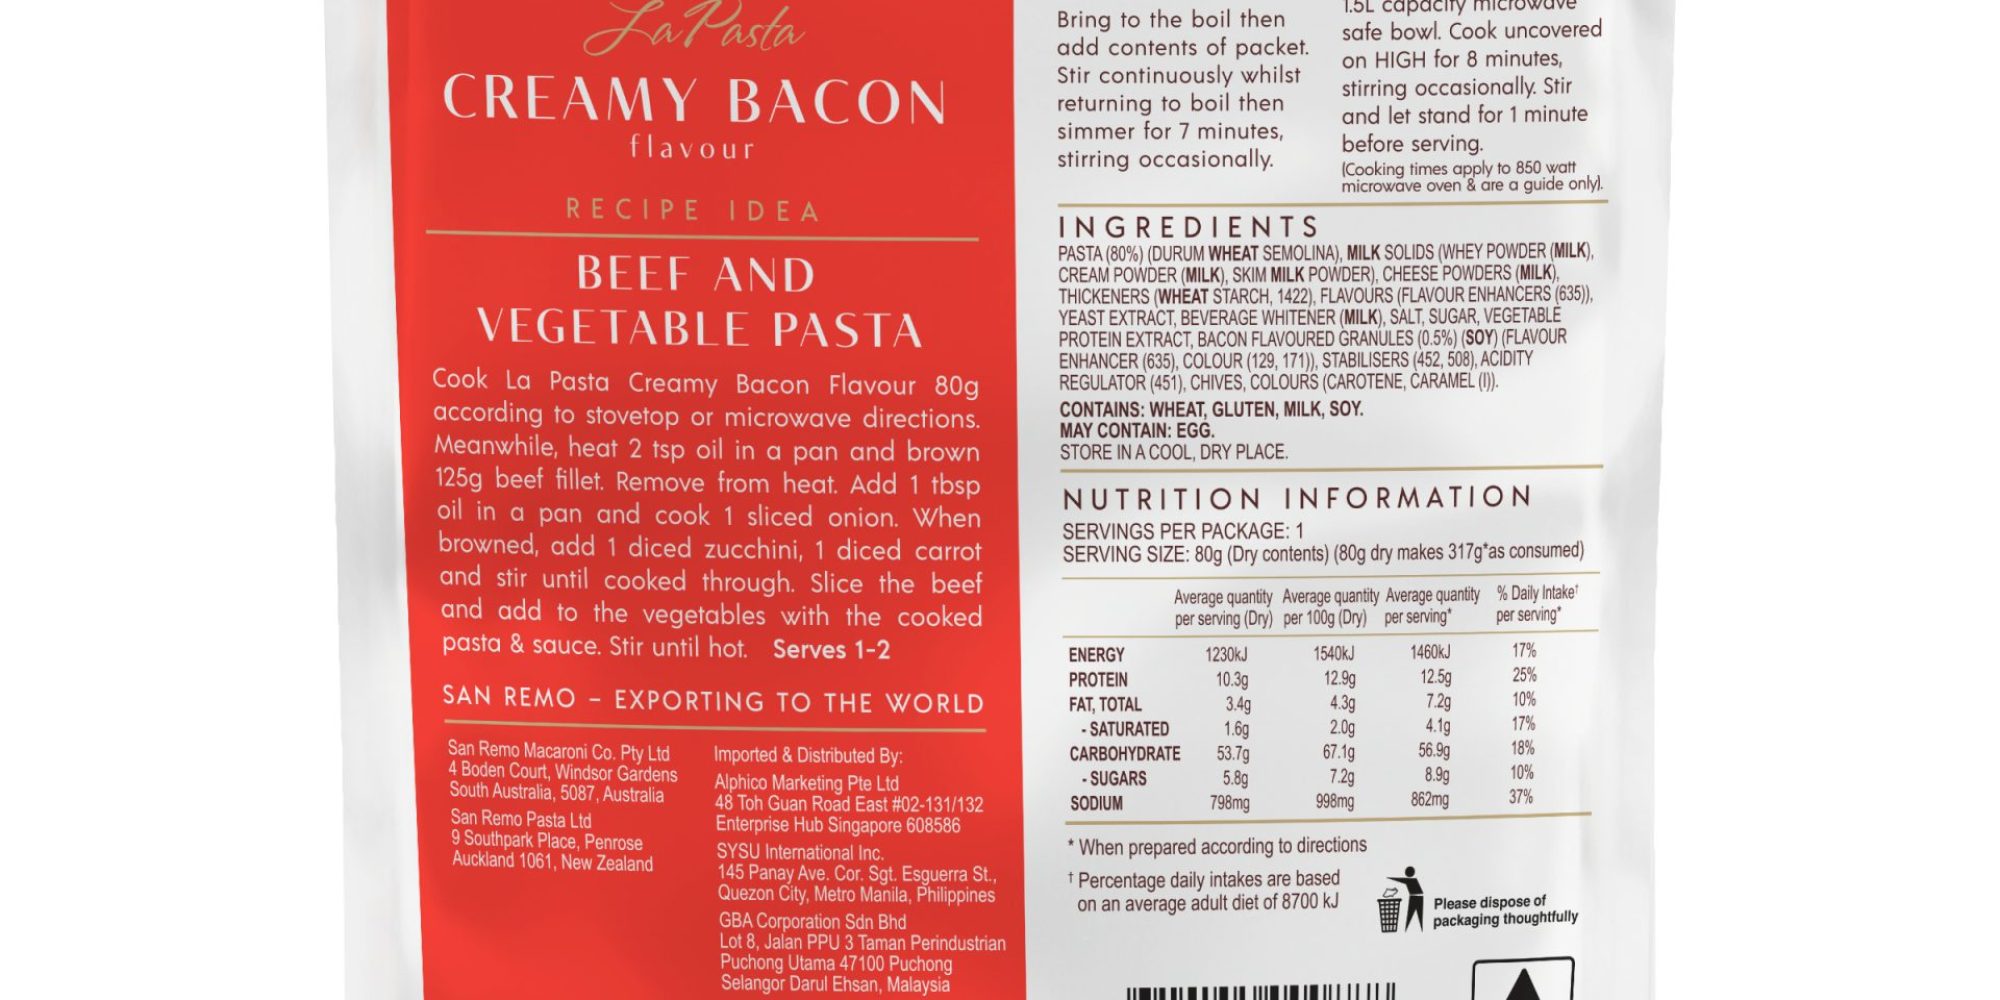 La Pasta
CREAMY BACON
flavour
RECIPE IDEA
BEEF AND
VEGETABLE PASTA
Cook La Pasta Creamy Bacon Flavour 80g
according to stovetop or microwave directions.
Meanwhile, heat 2 tsp oil in a pan and brown
125g beef fillet. Remove from heat. Add 1 tbsp
oil in a pan and cook 1 sliced onion. When
browned, add 1 diced zucchini, 1 diced carrot
and stir until cooked through. Slice the beef
and add to the vegetables with the cooked
pasta & sauce. Stir until hot. Serves 1-2
SAN REMO – EXPORTING TO THE WORLD
San Remo Macaroni Co. Pty Ltd
4 Boden Court, Windsor Gardens
South Australia, 5087, Australia
San Remo Pasta Ltd
9 Southpark Place, Penrose
Auckland 1061, New Zealand
Imported & Distributed By:
Alphico Marketing Pte Ltd
48 Toh Guan Road East #02-131/132
Enterprise Hub Singapore 608586
SYSU International Inc.
145 Panay Ave. Cor. Sgt. Esguerra St.,
Quezon City, Metro Manila, Philippines
GBA Corporation Sdn Bhd
Lot 8, Jalan PPU 3 Taman Perindustrian
Puchong Utama 47100 Puchong
Selangor Darul Ehsan, Malaysia
Bring to the boil then
add contents of packet.
Stir continuously whilst
returning to boil then
simmer for 7 minutes,
stirring occasionally.
1.5L capacity microwave
safe bowl. Cook uncovered
on HIGH for 8 minutes,
stirring occasionally. Stir
and let stand for 1 minute
before serving.
(Cooking times apply to 850 watt
microwave oven & are a guide only).
INGREDIENTS
PASTA (80%) (DURUM WHEAT SEMOLINA), MILK SOLIDS (WHEY POWDER (MILK),
CREAM POWDER (MILK), SKIM MILK POWDER), CHEESE POWDERS (MILK),
THICKENERS (WHEAT STARCH, 1422), FLAVOURS (FLAVOUR ENHANCERS (635)),
YEAST EXTRACT, BEVERAGE WHITENER (MILK), SALT, SUGAR, VEGETABLE
PROTEIN EXTRACT, BACON FLAVOURED GRANULES (0.5%) (SOY) (FLAVOUR
ENHANCER (635), COLOUR (129, 171)), STABILISERS (452, 508), ACIDITY
REGULATOR (451), CHIVES, COLOURS (CAROTENE, CARAMEL (I)).
CONTAINS: WHEAT, GLUTEN, MILK, SOY.
MAY CONTAIN: EGG.
STORE IN A COOL, DRY PLACE.
NUTRITION INFORMATION
SERVINGS PER PACKAGE: 1
SERVING SIZE: 80g (Dry contents) (80g dry makes 317g*as consumed)
Average quantity Average quantity Average quantity % Daily Intake†
per serving (Dry) per 100g (Dry) per serving* per serving*
ENERGY 1230kJ 1540kJ 1460kJ 17%
PROTEIN 10.3g 12.9g 12.5g 25%
FAT, TOTAL 3.4g 4.3g 7.2g 10%
- SATURATED 1.6g 2.0g 4.1g 17%
CARBOHYDRATE 53.7g 67.1g 56.9g 18%
- SUGARS 5.8g 7.2g 8.9g 10%
SODIUM 798mg 998mg 862mg 37%
* When prepared according to directions
† Percentage daily intakes are based
on an average adult diet of 8700 kJ
Please dispose of
packaging thoughtfully